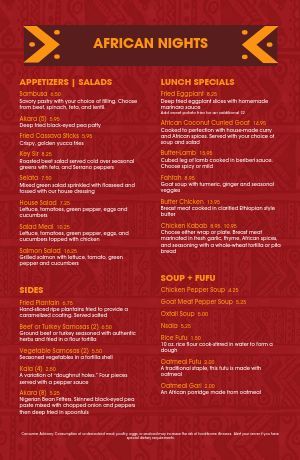 AFRICAN NIGHTS
APPETIZERS | SALADS
Sambusa 6.50
Savory pastry with your choice of filling. Choose
from beef, spinach, feta, and lentil.
Akara (5) 5.95
Deep fried black-eyed pea patty
Fried Cassava Sticks 5.95
Crispy, golden yucca fries
Key Sir 8.25
Roasted beet salad served cold over seasonal
greens with feta, and Serrano peppers
Selata 7.50
Mixed green salad sprinkled with flaxseed and
tossed with our house dressing
House Salad 7.25
Lettuce, tomatoes, green pepper, eggs and
cucumbers
Salad Meal 10.25
Lettuce, tomatoes, green pepper, eggs, and
cucumbers topped with chicken
Salmon Salad 16.25
Grilled salmon with lettuce, tomato, green
pepper and cucumbers
SIDES
Fried Plantain 6.75
Hand-sliced ripe plantains fried to provide a
caramelized coating. Served salted
Beef or Turkey Samosas (2) 6.50
Ground beef or turkey seasoned with authentic
herbs and fried in a flour tortilla
Vegetable Samosas (2) 6.50
Seasoned vegetables in a tortilla shell
Kala (4) 2.50
A variation of "doughnut holes." Four pieces
served with a pepper sauce
Akara (8) 5.25
Nigerian Bean Fritters. Skinned black-eyed pea
paste mixed with chopped onion and peppers
then deep fried in spoonfuls
LUNCH SPECIALS
Fried Eggplant 8.25
Deep fried eggplant slices with homemade
marinara sauce
Add sweet potato fries for an additional $2
African Coconut Curried Goat 14.95
Cooked to perfection with house-made curry
and African spices. Served with your choice of
soup and salad
Butter-Lamb 15.95
Cubed leg of lamb cooked in berbere sauce.
Choose spicy or mild
Fahfah 8.95
Goat soup with turmeric, ginger and seasonal
veggies
Butter Chicken 13.95
Breast meat cooked in clarified Ethiopian style
butter
Chicken Kabab 8.95 10.95
Choose either wrap or plate. Breast meat
marinated in fresh garlic, thyme, African spices,
and seasoning with a whole-wheat tortilla or pita
bread
SOUP + FUFU
Chicken Pepper Soup 4.25
Goat Meat Pepper Soup 5.25
Oxtail Soup 5.00
Nsala 5.25
Rice Fufu 1.50
10 oz. rice flour cook-stirred in water to form a
dough
Oatmeal Fufu 2.00
A traditional staple, this fufu is made with
oatmeal
Oatmeal Gari 2.00
An African porridge made from oatmeal
Consumer Advisory: Consumption of undercooked meat, poultry, eggs, or seafood may increase the risk of food-borne illnesses. Alert your server if you have
special dietary requirements.